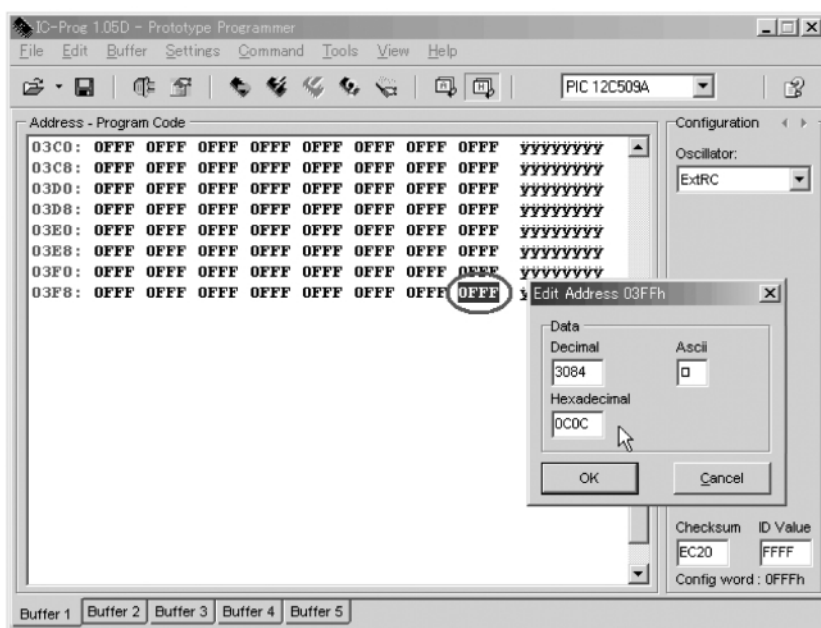 IC-Prog 1.05D - Prototype Programmer
File Edit Buffer Settings Command Tools View Help
PIC 12C509A
Address - Program Code
03C0: 0FFF 0FFF 0FFF 0FFF 0FFF 0FFF 0FFF 0FFF ÿÿÿÿÿÿÿÿ
03C8: 0FFF 0FFF 0FFF 0FFF 0FFF 0FFF 0FFF 0FFF ÿÿÿÿÿÿÿÿ
03D0: 0FFF 0FFF 0FFF 0FFF 0FFF 0FFF 0FFF 0FFF ÿÿÿÿÿÿÿÿ
03D8: 0FFF 0FFF 0FFF 0FFF 0FFF 0FFF 0FFF 0FFF ÿÿÿÿÿÿÿÿ
03E0: 0FFF 0FFF 0FFF 0FFF 0FFF 0FFF 0FFF 0FFF ÿÿÿÿÿÿÿÿ
03E8: 0FFF 0FFF 0FFF 0FFF 0FFF 0FFF 0FFF 0FFF ÿÿÿÿÿÿÿÿ
03F0: 0FFF 0FFF 0FFF 0FFF 0FFF 0FFF 0FFF 0FFF ÿÿÿÿÿÿÿÿ
03F8: 0FFF 0FFF 0FFF 0FFF 0FFF 0FFF 0FFF 0FFF
Configuration
Oscillator:
ExtRC
Edit Address 03FFh
Data
Decimal Ascii
3084
Hexadecimal
0C0C
OK Cancel
Checksum ID Value
EC20 FFFF
Config word : 0FFFh
Buffer 1 Buffer 2 Buffer 3 Buffer 4 Buffer 5